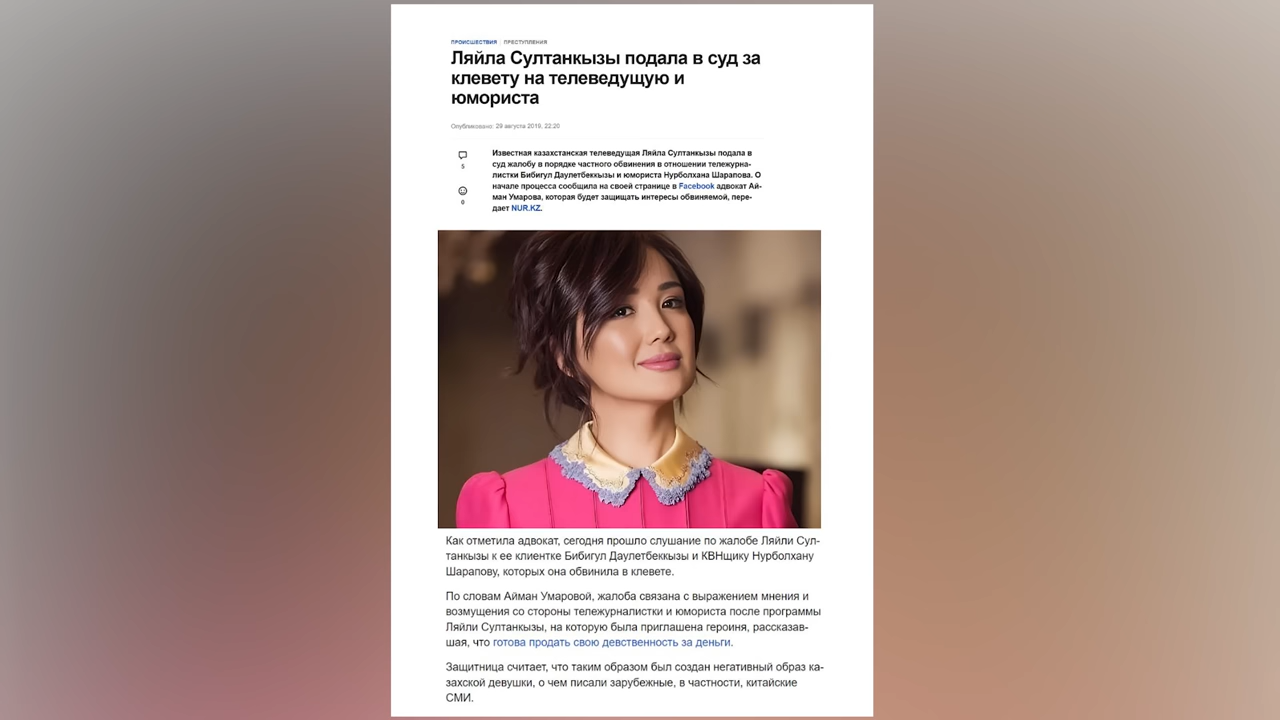 ПРОИСШЕСТВИЯ ПРЕСТУПЛЕНИЯ
Ляйла Султанкызы подала в суд за
клевету на телеведущую и
юмориста
Опубликовано: 29 августа 2019, 22:20
5
0
Известная казахстанская телеведущая Ляйла Султанкызы подала в
суд жалобу в порядке частного обвинения в отношении тележурна-
листки Бибигул Даулетбеккызы и юмориста Нурболхана Шарапова. О
начале процесса сообщила на своей странице в Facebook адвокат Ай-
ман Умарова, которая будет защищать интересы обвиняемой, пере-
дает NUR.KZ.
Как отметила адвокат, сегодня прошло слушание по жалобе Ляйли Сул-
танкызы к ее клиентке Бибигул Даулетбеккызы и КВНщику Нурболхану
Шарапову, которых она обвинила в клевете.
По словам Айман Умаровой, жалоба связана с выражением мнения и
возмущения со стороны тележурналистки и юмориста после программы
Ляйли Султанкызы, на которую была приглашена героиня, рассказав-
шая, что готова продать свою девственность за деньги.
Защитница считает, что таким образом был создан негативный образ ка-
захской девушки, о чем писали зарубежные, в частности, китайские
СМИ.